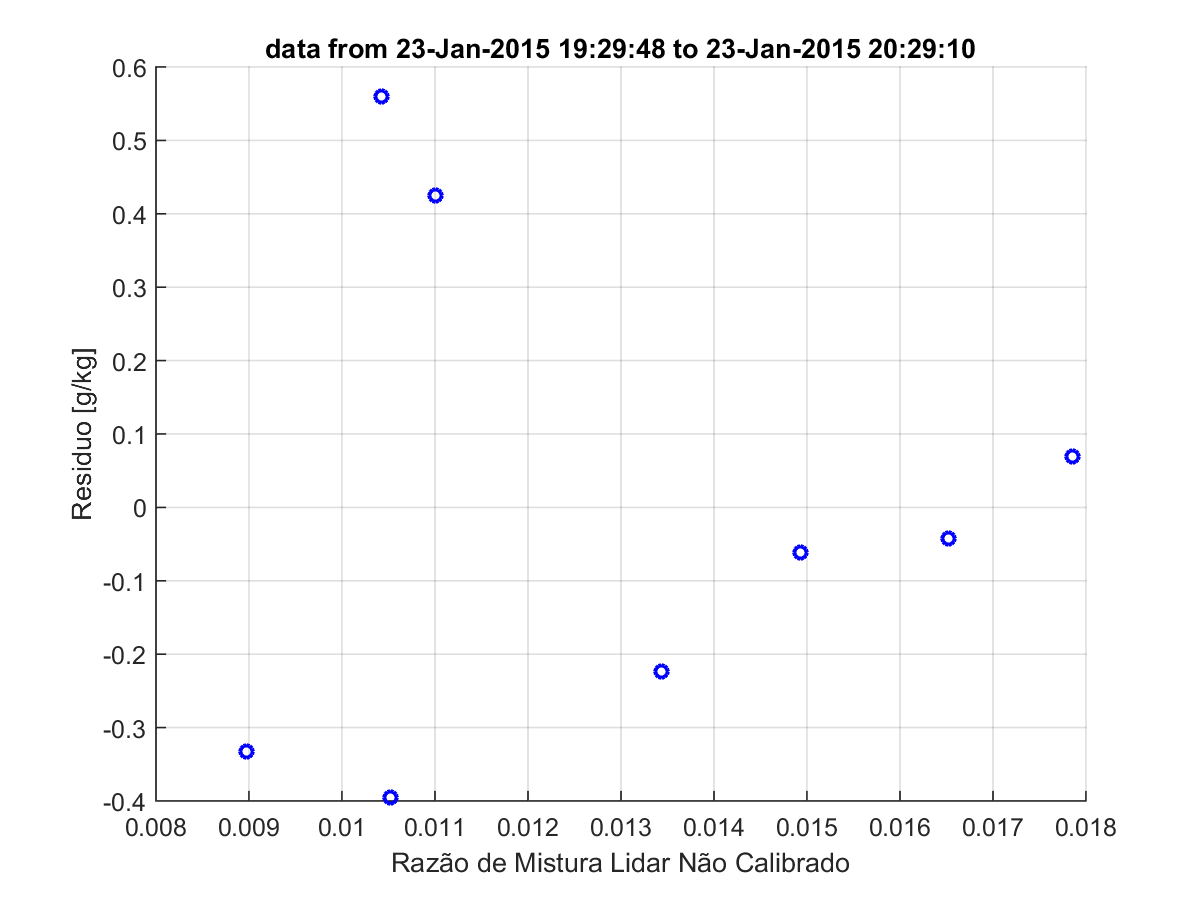 data from 23-Jan-2015 19:29:48 to 23-Jan-2015 20:29:10
0.6
0.5
0.4
0.3
0.2
0.1
0
-0.1
-0.2
-0.3
-0.4
Residuo [g/kg]
0.008 0.009 0.01 0.011 0.012 0.013 0.014 0.015 0.016 0.017 0.018
Razão de Mistura Lidar Não Calibrado